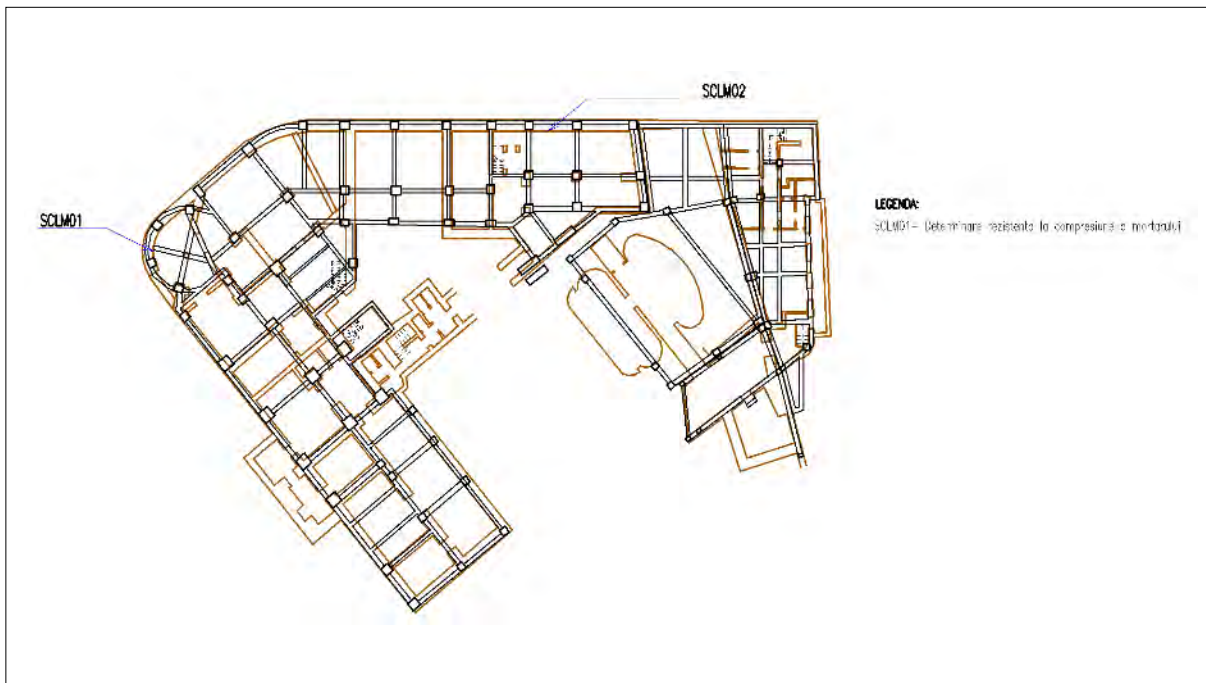 SCLM02
SCLM01
LEGENDA:
SCLM01- Determinare rezistenta la compresiune a mortarului